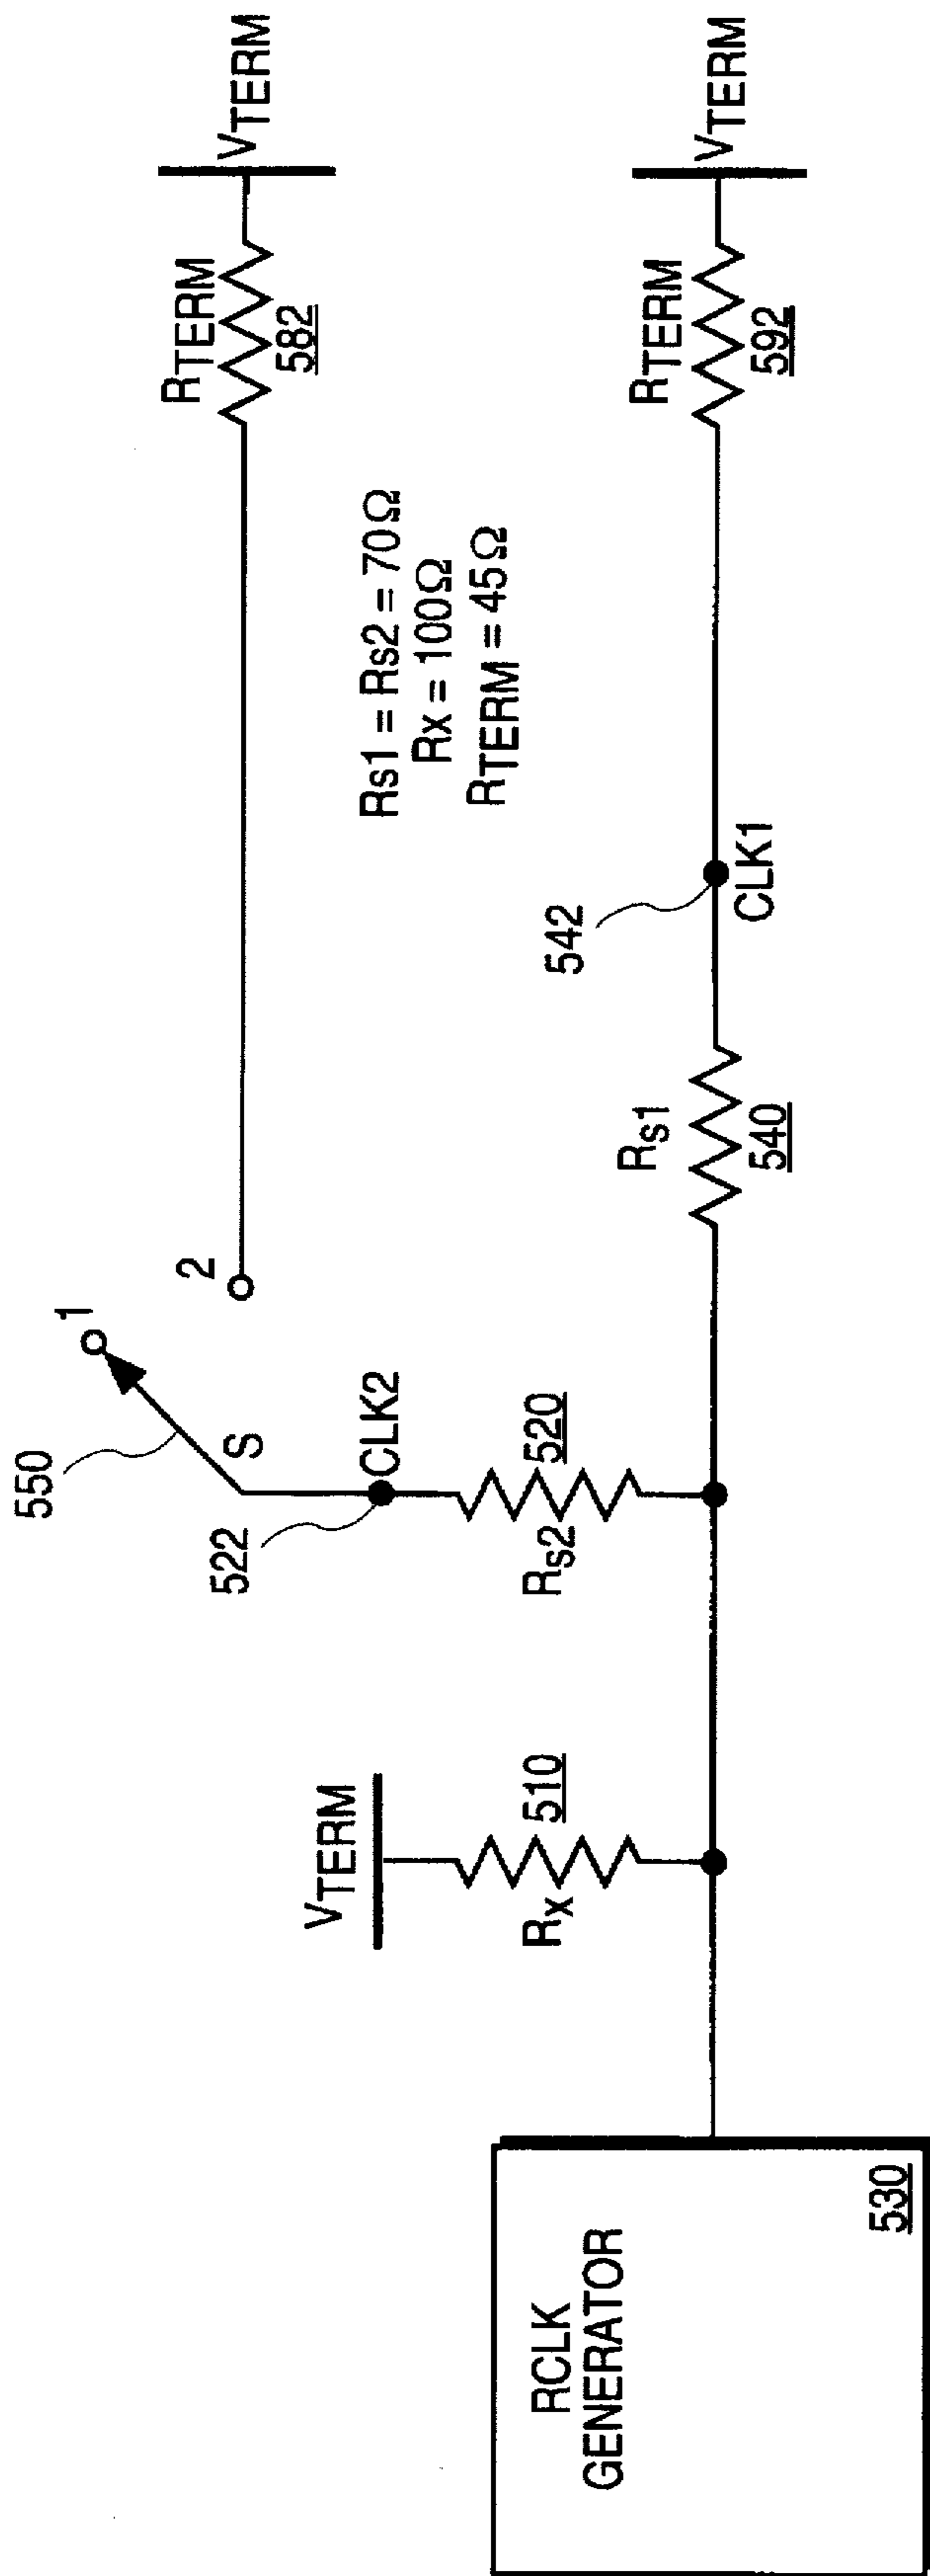 RCLK
GENERATOR
530
VTERM
Rx
510
Rs2
520
522
CLK2
550
S
1
2
RTERM
582
VTERM
Rs1 = Rs2 = 70Ω
Rx = 100Ω
RTERM = 45Ω
Rs1
540
542
CLK1
RTERM
592
VTERM